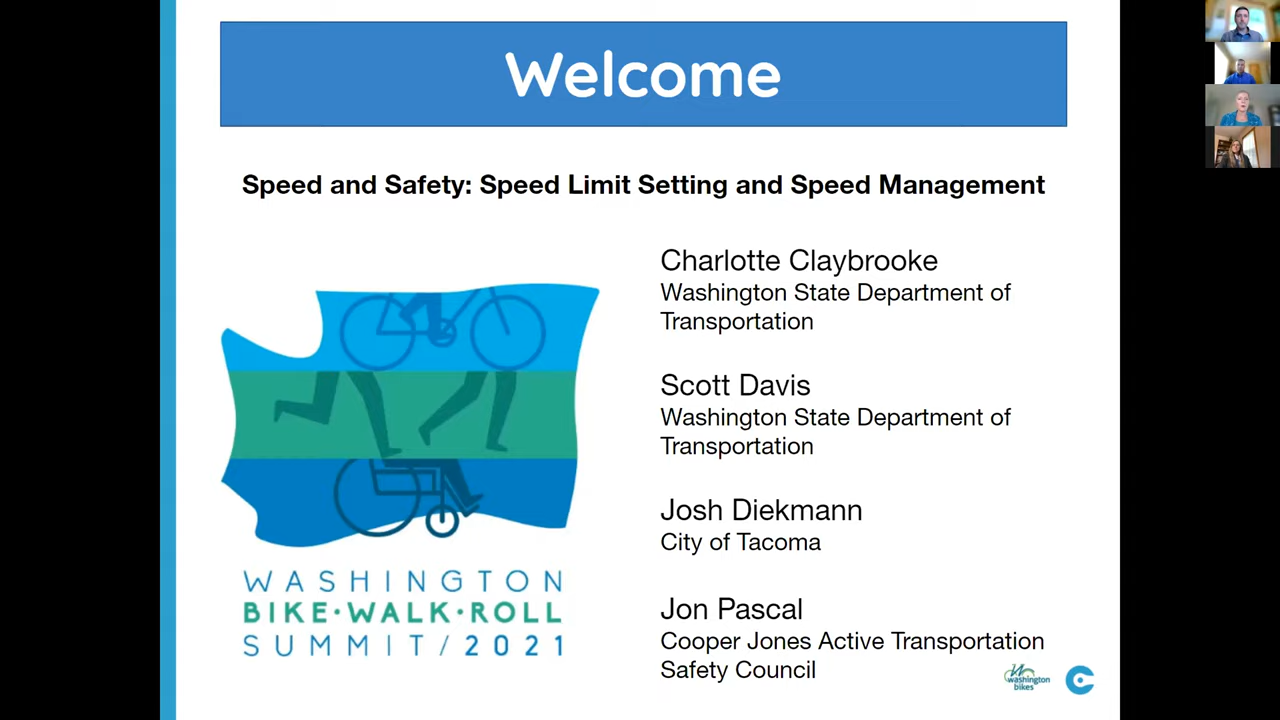 Welcome
Speed and Safety: Speed Limit Setting and Speed Management
Charlotte Claybrooke
Washington State Department of
Transportation
Scott Davis
Washington State Department of
Transportation
Josh Diekmann
City of Tacoma
Jon Pascal
Cooper Jones Active Transportation
Safety Council
WASHINGTON
BIKE·WALK·ROLL
SUMMIT/2021
washington
bikes